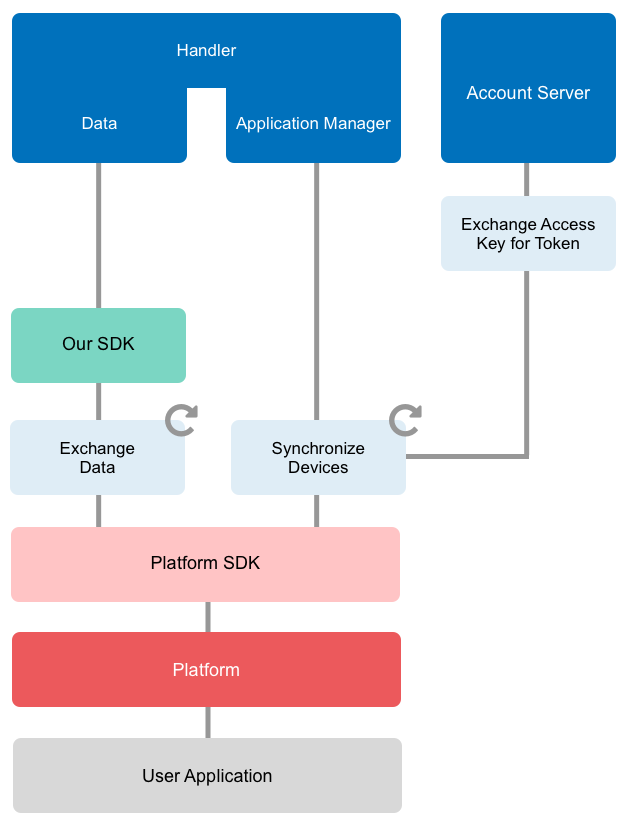 Handler
Data
Application Manager
Account Server
Exchange Access
Key for Token
Our SDK
Exchange
Data
Synchronize
Devices
Platform SDK
Platform
User Application